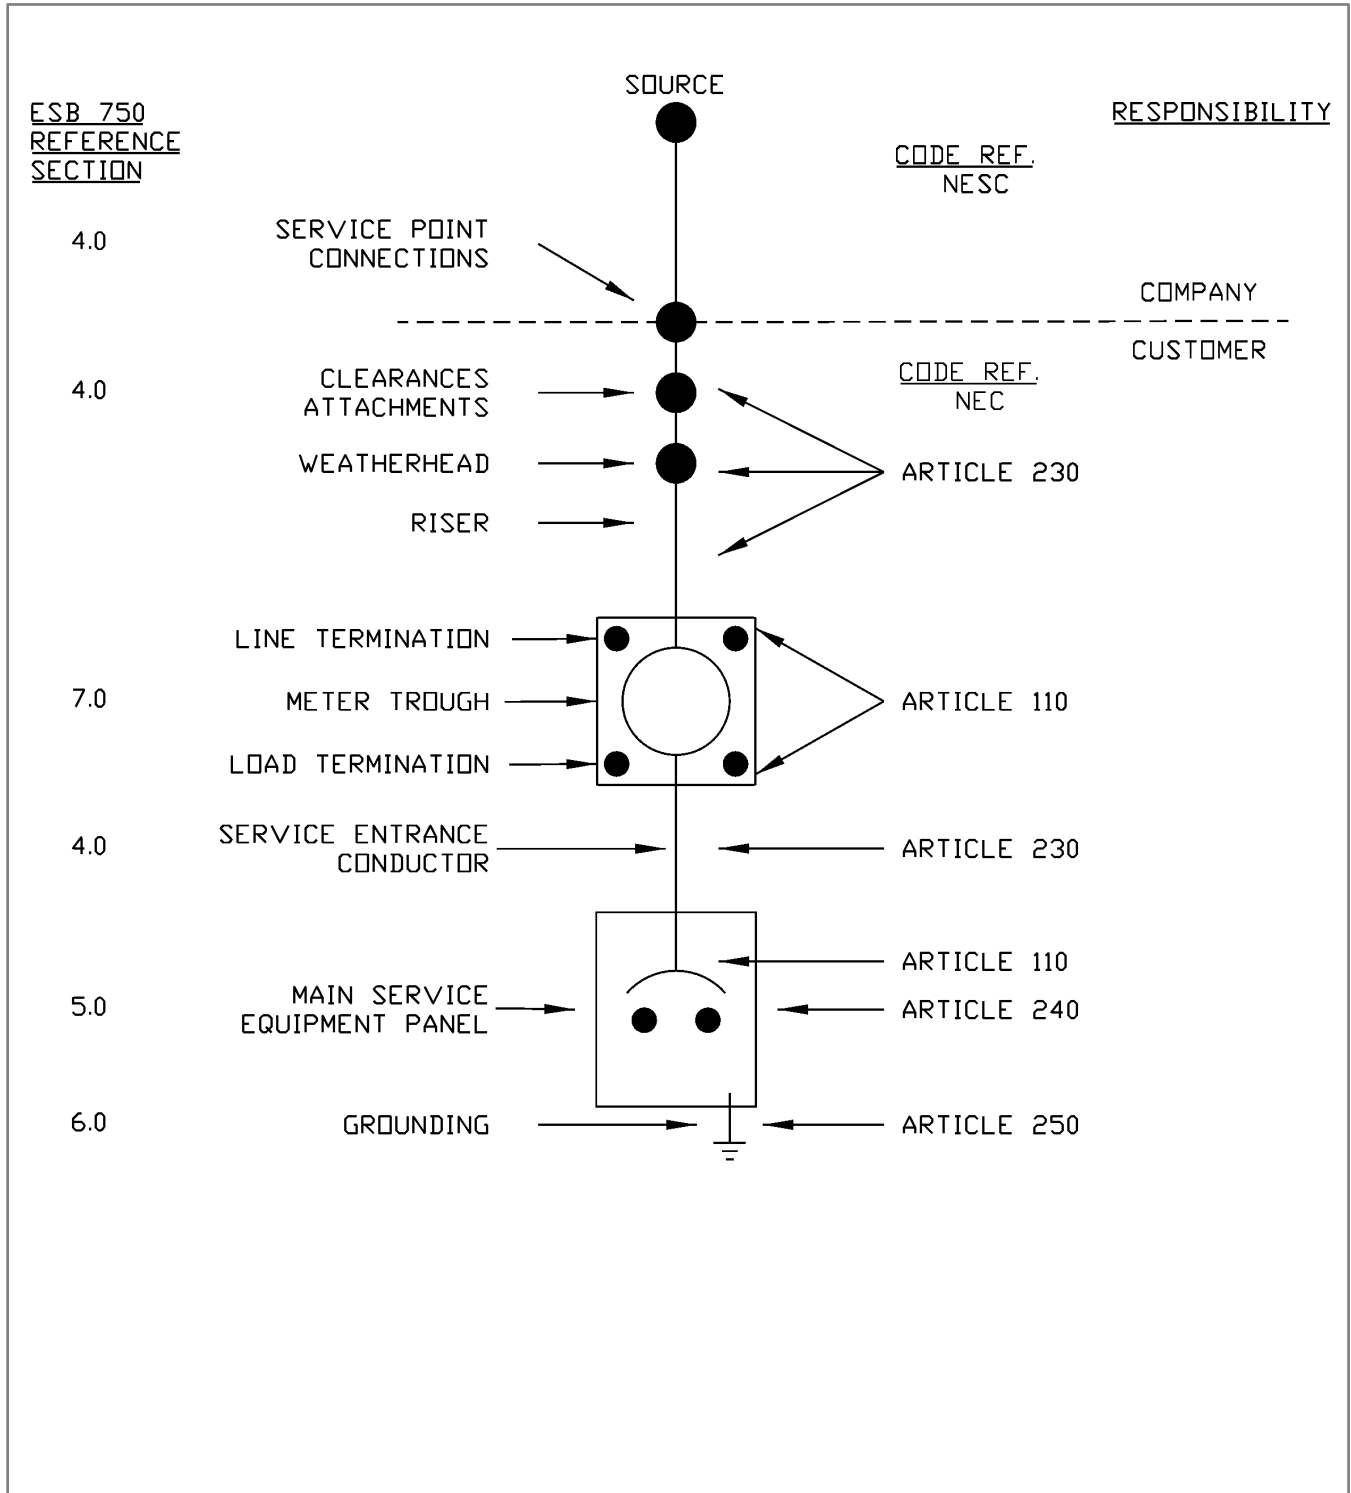 SOURCE
ESB 750
REFERENCE
SECTION
RESPONSIBILITY
CODE REF.
NESC
4.0
SERVICE POINT
CONNECTIONS
COMPANY
CUSTOMER
4.0
CLEARANCES
ATTACHMENTS
CODE REF.
NEC
WEATHERHEAD
ARTICLE 230
RISER
LINE TERMINATION
7.0
METER TROUGH
ARTICLE 110
LOAD TERMINATION
4.0
SERVICE ENTRANCE
CONDUCTOR
ARTICLE 230
ARTICLE 110
5.0
MAIN SERVICE
EQUIPMENT PANEL
ARTICLE 240
6.0
GROUNDING
ARTICLE 250